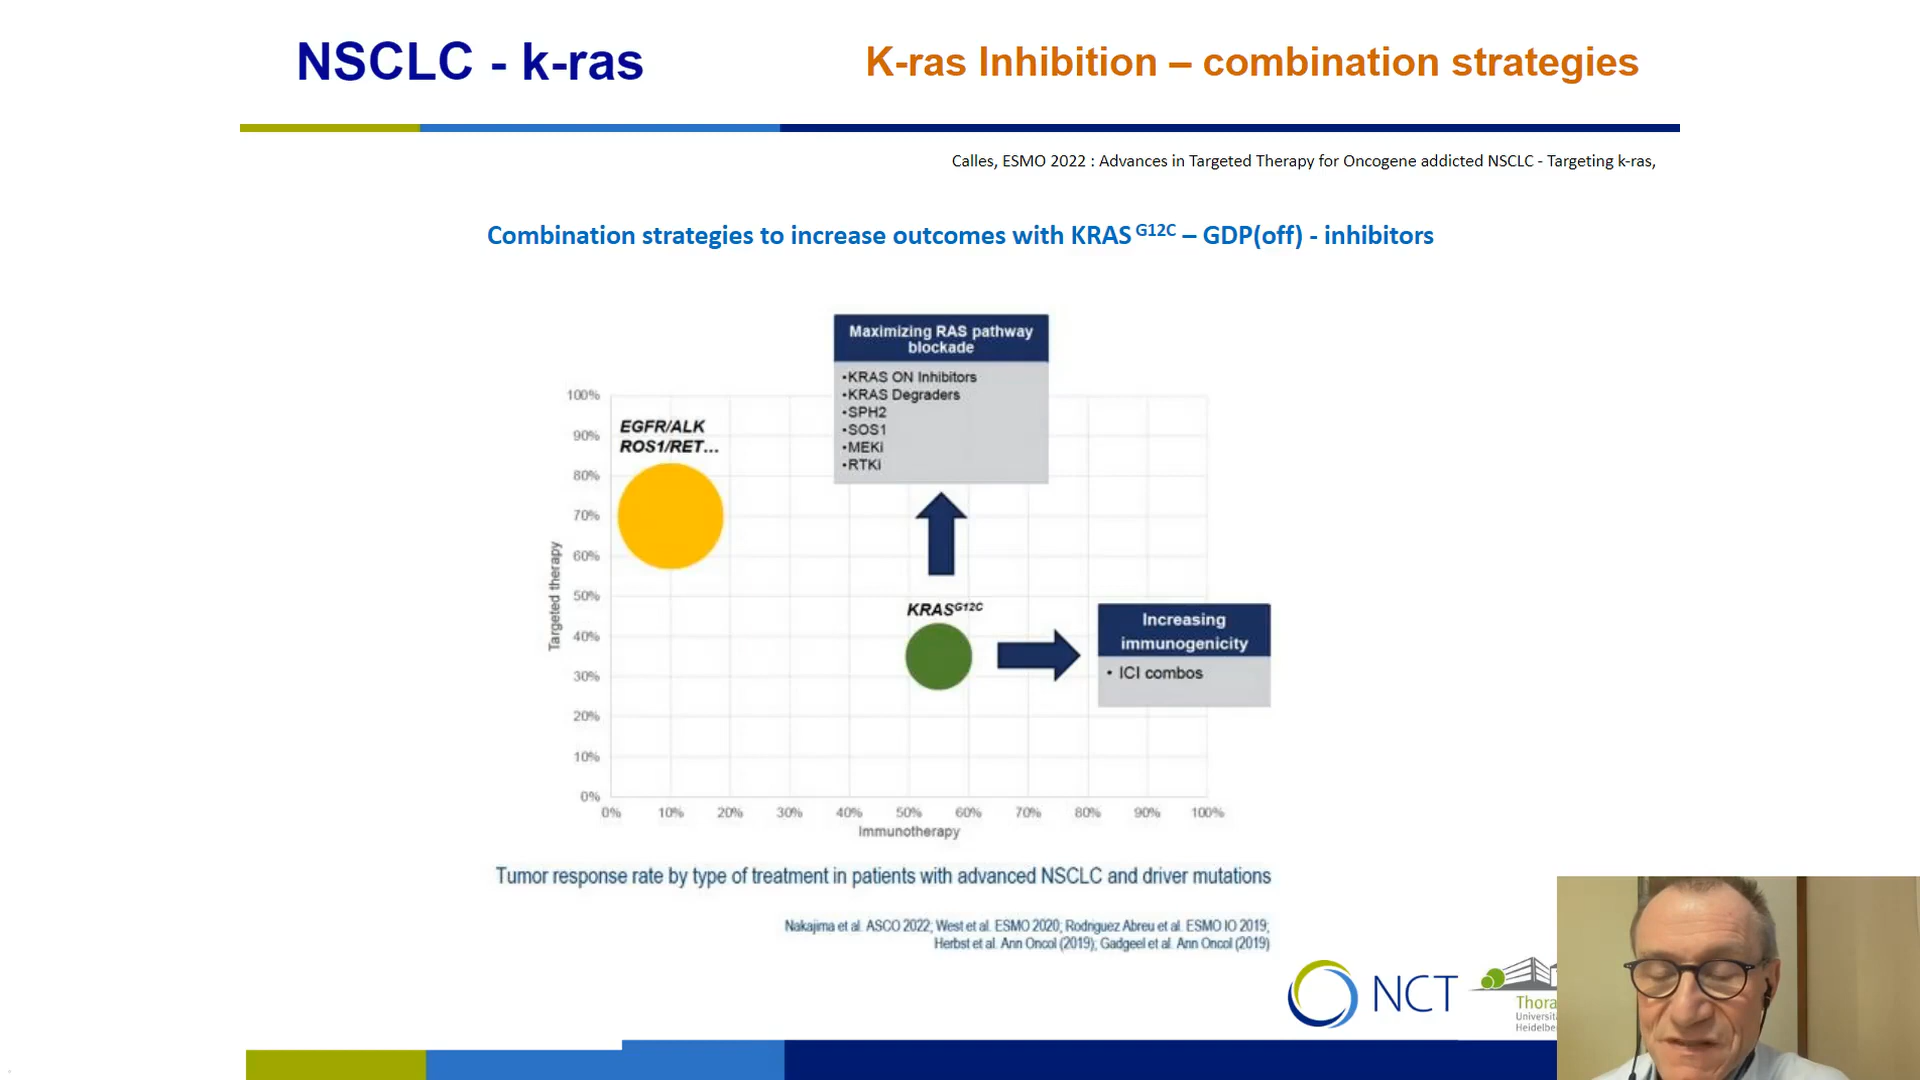 NSCLC - k-ras
K-ras Inhibition – combination strategies
Calles, ESMO 2022 : Advances in Targeted Therapy for Oncogene addicted NSCLC - Targeting k-ras,
Combination strategies to increase outcomes with KRAS G12C – GDP(off) - inhibitors
Maximizing RAS pathway
blockade
•KRAS ON Inhibitors
•KRAS Degraders
•SPH2
•SOS1
•MEKi
•RTKi
EGFR/ALK
ROS1/RET...
KRASG12C
Increasing
immunogenicity
• ICI combos
Targeted therapy
100%
90%
80%
70%
60%
50%
40%
30%
20%
10%
0%
0% 10% 20% 30% 40% 50% 60% 70% 80% 90% 100%
Immunotherapy
Tumor response rate by type of treatment in patients with advanced NSCLC and driver mutations
Nakajima et al. ASCO 2022; West et al. ESMO 2020; Rodriguez Abreu et al. ESMO IO 2019;
Herbst et al. Ann Oncol (2019); Gadgeel et al. Ann Oncol (2019)
NCT
Thora
Universitä
Heidelbe